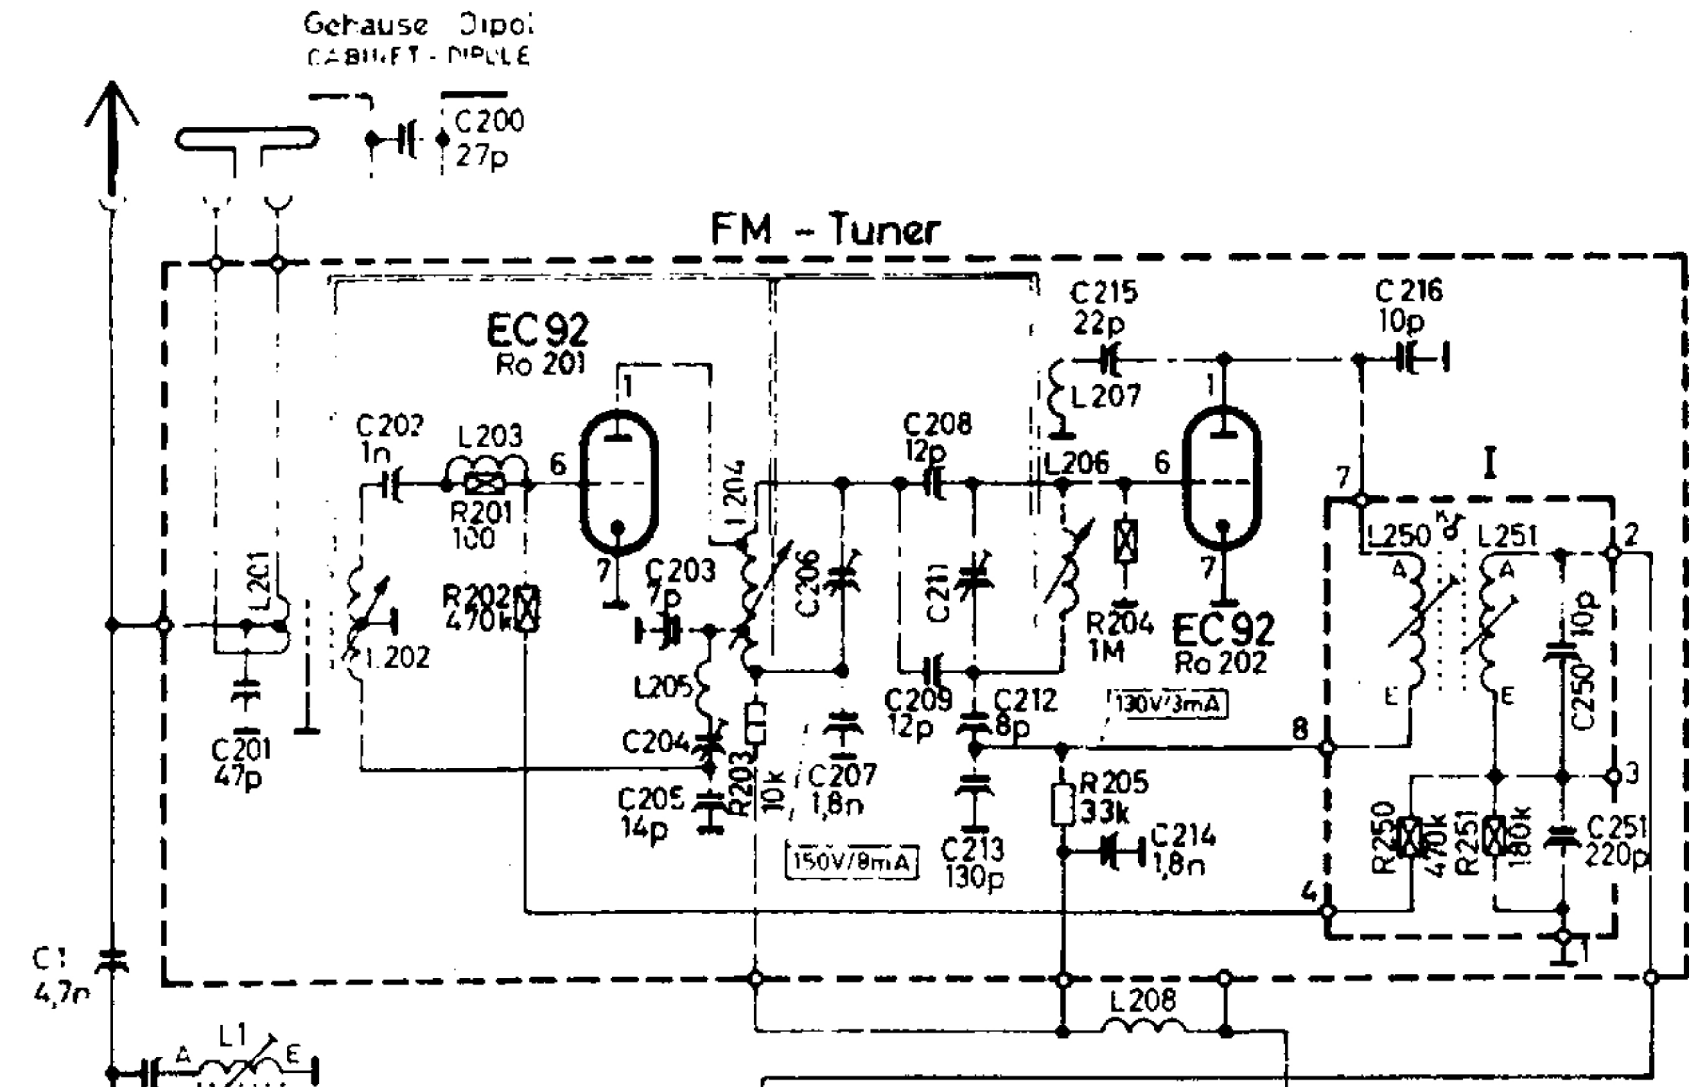 Gehäuse Dipol
CABINET - DIPOLE
C200
27p
FM - Tuner
C215
22p
C216
10p
EC92
Ro 201
1
1
L207
C202
1n
L203
6
C208
12p
L206
6
I
7
R201
100
L204
L250
K
L251
2
A
A
L201
7
C203
7p
C206
C211
7
R202
470k
R204
1M
EC92
Ro 202
10p
C250
L202
L205
C209
12p
C212
8p
130V/3mA
E
E
C201
47p
C204
R203
10k
C207
1,8n
8
3
C205
14p
R205
33k
R250
470k
R251
180k
C251
220p
150V/8mA
C213
130p
C214
1,8n
4
1
C1
4,7n
L208
L1
A
E